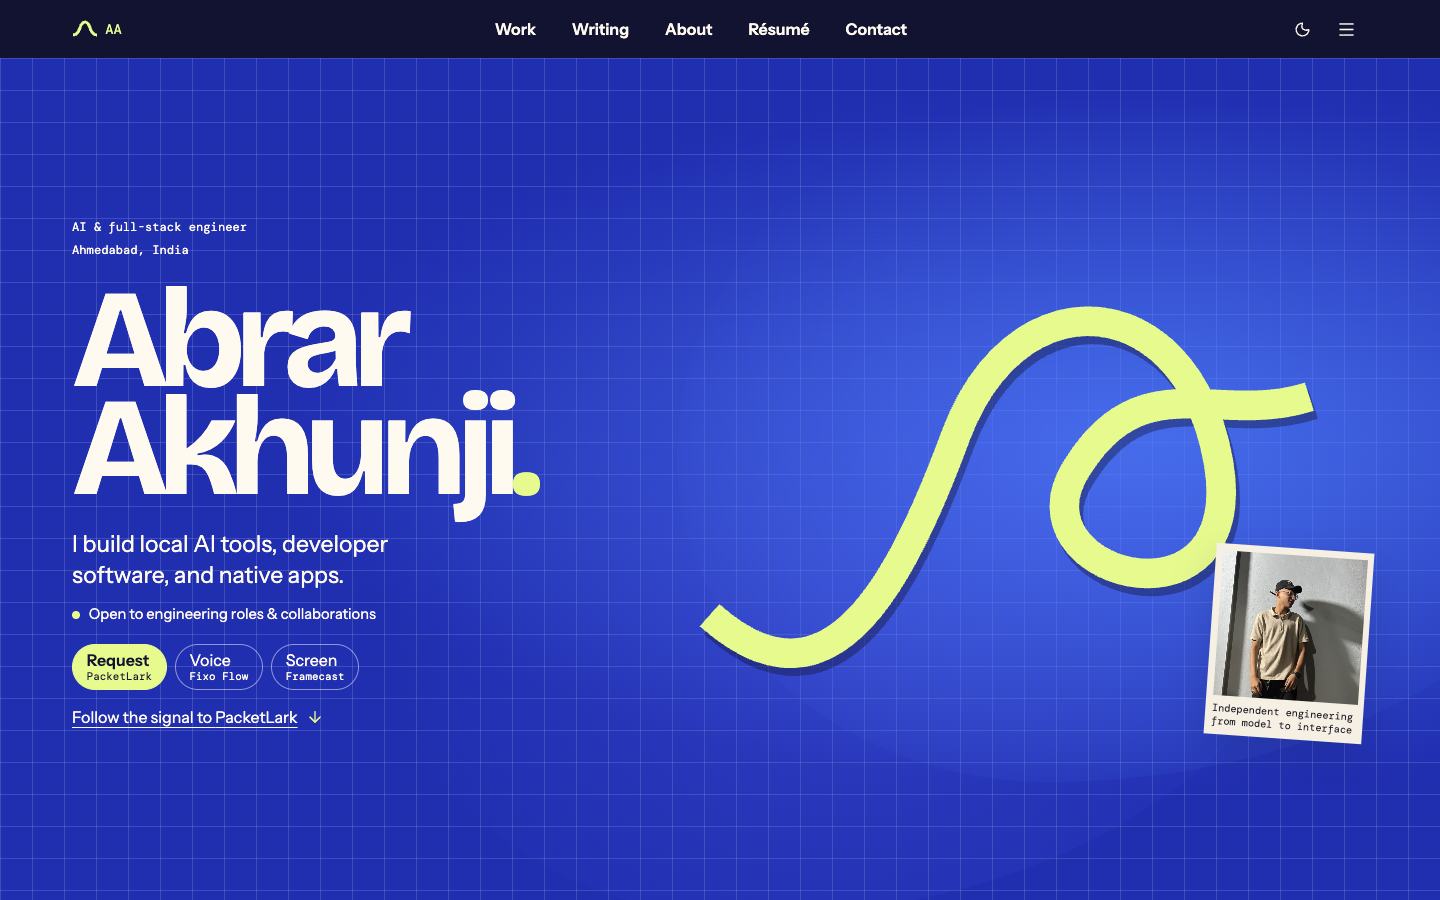 AA
Work
Writing
About
Résumé
Contact
AI & full-stack engineer
Ahmedabad, India
Abrar
Akhunji.
I build local AI tools, developer
software, and native apps.
Open to engineering roles & collaborations
Request
PacketLark
Voice
Fixo Flow
Screen
Framecast
Follow the signal to PacketLark ↓
Independent engineering
from model to interface